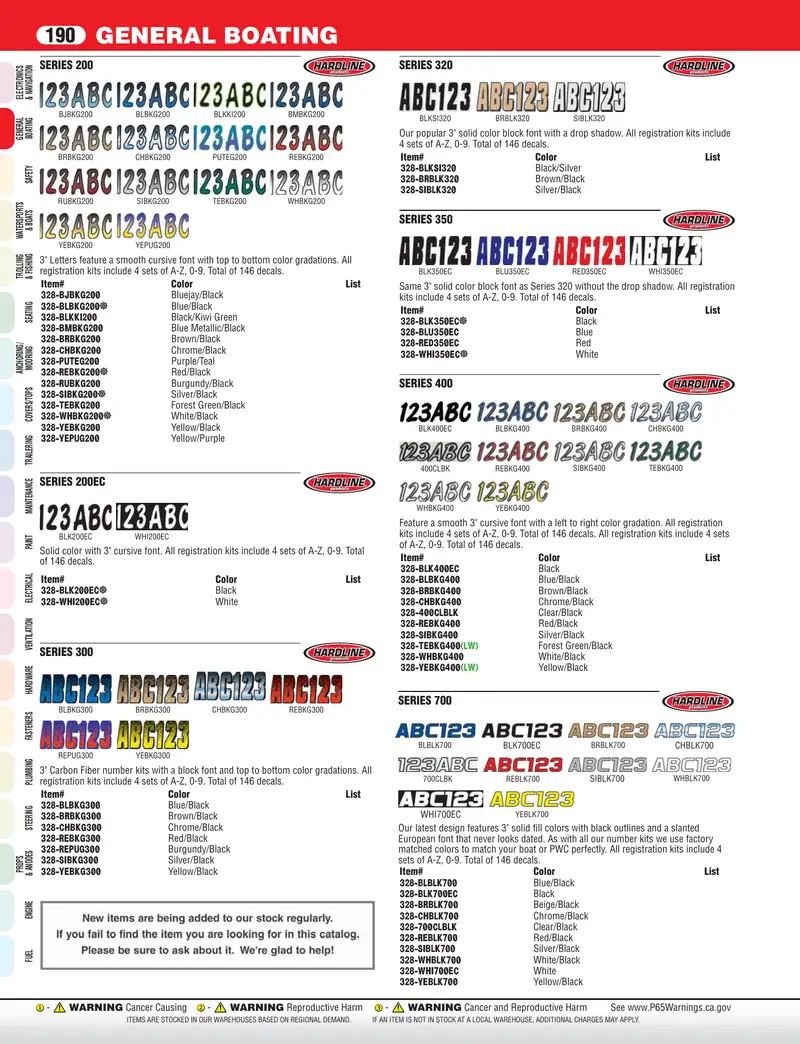 190 GENERAL BOATING
ELECTRONICS
& NAVIGATION
GENERAL
BOATING
SAFETY
WATERSPORTS
& BOATS
TROLLING
& FISHING
SEATING
ANCHORING/
MOORING
COVERS/TOPS
TRAILERING
MAINTENANCE
PAINT
ELECTRICAL
VENTILATION
HARDWARE
FASTENERS
PLUMBING
STEERING
PROPS
& ANODES
ENGINE
FUEL
SERIES 200
HARDLINE
products
123ABC 123ABC 123ABC 123ABC
BJBKG200 BLBKG200 BLKKI200 BMBKG200
123ABC 123ABC 123ABC 123ABC
BRBKG200 CHBKG200 PUTEG200 REBKG200
123ABC 123ABC 123ABC 123ABC
RUBKG200 SIBKG200 TEBKG200 WHBKG200
123ABC 123ABC
YEBKG200 YEPUG200
3" Letters feature a smooth cursive font with top to bottom color gradations. All
registration kits include 4 sets of A-Z, 0-9. Total of 146 decals.
Item# Color List
328-BJBKG200 Bluejay/Black
328-BLBKG200 Blue/Black
328-BLKKI200 Black/Kiwi Green
328-BMBKG200 Blue Metallic/Black
328-BRBKG200 Brown/Black
328-CHBKG200 Chrome/Black
328-PUTEG200 Purple/Teal
328-REBKG200 Red/Black
328-RUBKG200 Burgundy/Black
328-SIBKG200 Silver/Black
328-TEBKG200 Forest Green/Black
328-WHBKG200 White/Black
328-YEBKG200 Yellow/Black
328-YEPUG200 Yellow/Purple
SERIES 200EC
HARDLINE
products
123ABC 123ABC
BLK200EC WHI200EC
Solid color with 3" cursive font. All registration kits include 4 sets of A-Z, 0-9. Total
of 146 decals.
Item# Color List
328-BLK200EC Black
328-WHI200EC White
SERIES 300
HARDLINE
products
ABC123 ABC123 ABC123 ABC123
BLBKG300 BRBKG300 CHBKG300 REBKG300
ABC123 ABC123
REPUG300 YEBKG300
3" Carbon Fiber number kits with a block font and top to bottom color gradations. All
registration kits include 4 sets of A-Z, 0-9. Total of 146 decals.
Item# Color List
328-BLBKG300 Blue/Black
328-BRBKG300 Brown/Black
328-CHBKG300 Chrome/Black
328-REBKG300 Red/Black
328-REPUG300 Burgundy/Black
328-SIBKG300 Silver/Black
328-YEBKG300 Yellow/Black
New items are being added to our stock regularly.
If you fail to find the item you are looking for in this catalog.
Please be sure to ask about it. We're glad to help!
SERIES 320
HARDLINE
products
ABC123 ABC123 ABC123
BLKSI320 BRBLK320 SIBLK320
Our popular 3" solid color block font with a drop shadow. All registration kits include
4 sets of A-Z, 0-9. Total of 146 decals.
Item# Color List
328-BLKSI320 Black/Silver
328-BRBLK320 Brown/Black
328-SIBLK320 Silver/Black
SERIES 350
HARDLINE
products
ABC123 ABC123 ABC123 ABC123
BLK350EC BLU350EC RED350EC WHI350EC
Same 3" solid color block font as Series 320 without the drop shadow. All registration
kits include 4 sets of A-Z, 0-9. Total of 146 decals.
Item# Color List
328-BLK350EC Black
328-BLU350EC Blue
328-RED350EC Red
328-WHI350EC White
SERIES 400
HARDLINE
products
123ABC 123ABC 123ABC 123ABC
BLK400EC BLBKG400 BRBKG400 CHBKG400
123ABC 123ABC 123ABC 123ABC
400CLBK REBKG400 SIBKG400 TEBKG400
123ABC 123ABC
WHBKG400 YEBKG400
Feature a smooth 3" cursive font with a left to right color gradation. All registration
kits include 4 sets of A-Z, 0-9. Total of 146 decals. All registration kits include 4 sets
of A-Z, 0-9. Total of 146 decals.
Item# Color List
328-BLK400EC Black
328-BLBKG400 Blue/Black
328-BRBKG400 Brown/Black
328-CHBKG400 Chrome/Black
328-400CLBLK Clear/Black
328-REBKG400 Red/Black
328-SIBKG400 Silver/Black
328-TEBKG400(LW) Forest Green/Black
328-WHBKG400 White/Black
328-YEBKG400(LW) Yellow/Black
SERIES 700
HARDLINE
products
ABC123 ABC123 ABC123 ABC123
BLBLK700 BLK700EC BRBLK700 CHBLK700
123ABC ABC123 ABC123 ABC123
700CLBK REBLK700 SIBLK700 WHBLK700
ABC123 ABC123
WHI700EC YEBLK700
Our latest design features 3" solid fill colors with black outlines and a slanted
European font that never looks dated. As with all our number kits we use factory
matched colors to match your boat or PWC perfectly. All registration kits include 4
sets of A-Z, 0-9. Total of 146 decals.
Item# Color List
328-BLBLK700 Blue/Black
328-BLK700EC Black
328-BRBLK700 Beige/Black
328-CHBLK700 Chrome/Black
328-700CLBLK Clear/Black
328-REBLK700 Red/Black
328-SIBLK700 Silver/Black
328-WHBLK700 White/Black
328-WHI700EC White
328-YEBLK700 Yellow/Black
1 - WARNING Cancer Causing 2 - WARNING Reproductive Harm 3 - WARNING Cancer and Reproductive Harm See www.P65Warnings.ca.gov
ITEMS ARE STOCKED IN OUR WAREHOUSES BASED ON REGIONAL DEMAND. IF AN ITEM IS NOT IN STOCK AT A LOCAL WAREHOUSE, ADDITIONAL CHARGES MAY APPLY.